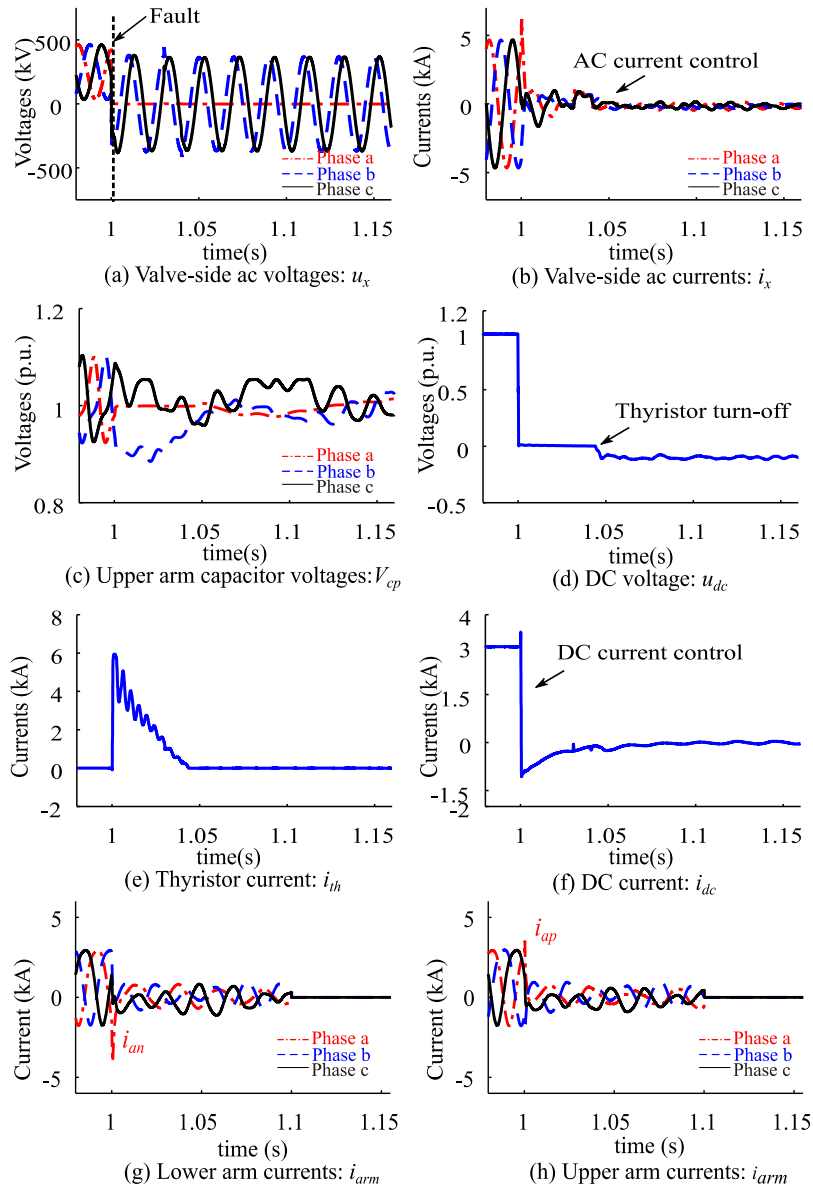 Fault
Voltages (kV)
500
0
-500
Phase a
Phase b
Phase c
1 1.05 1.1 1.15
time(s)
(a) Valve-side ac voltages: u_x
AC current control
Currents (kA)
5
0
-5
Phase a
Phase b
Phase c
1 1.05 1.1 1.15
time(s)
(b) Valve-side ac currents: i_x
Voltages (p.u.)
1.2
1
0.8
Phase a
Phase b
Phase c
1 1.05 1.1 1.15
time(s)
(c) Upper arm capacitor voltages:V_cp
Voltages (p.u.)
1.2
1
0.5
0
-0.5
Thyristor turn-off
1 1.05 1.1 1.15
time(s)
(d) DC voltage: u_dc
Currents (kA)
8
6
4
2
0
-2
1 1.05 1.1 1.15
time(s)
(e) Thyristor current: i_th
Currents (kA)
4
3
0
-1.5
-2
DC current control
1 1.05 1.1 1.15
time(s)
(f) DC current: i_dc
Current (kA)
5
0
-5
i_an
Phase a
Phase b
Phase c
1 1.05 1.1 1.15
time (s)
(g) Lower arm currents: i_arm
Current (kA)
5
0
-5
i_ap
Phase a
Phase b
Phase c
1 1.05 1.1 1.15
time (s)
(h) Upper arm currents: i_arm